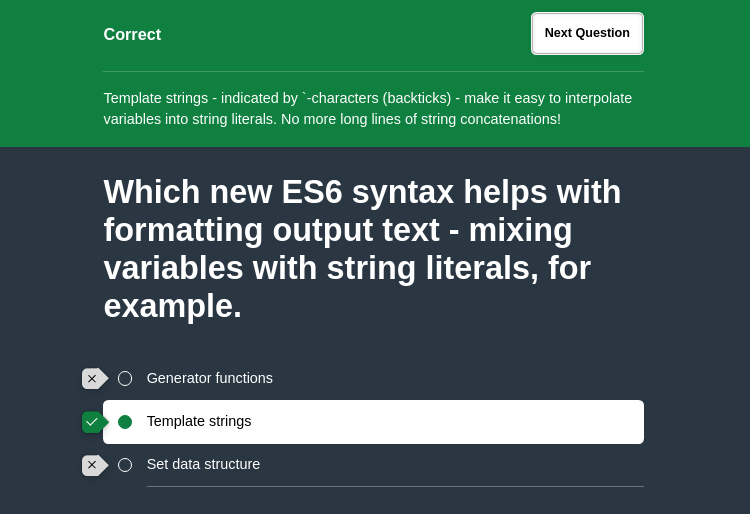 Correct
Next Question
Template strings - indicated by `-characters (backticks) - make it easy to interpolate
variables into string literals. No more long lines of string concatenations!
Which new ES6 syntax helps with
formatting output text - mixing
variables with string literals, for
example.
Generator functions
Template strings
Set data structure